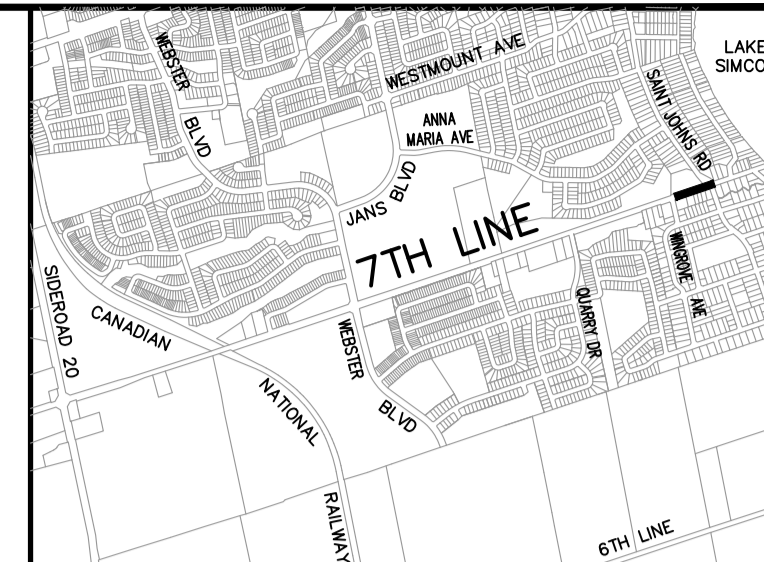 LAKE
SIMCO
WEBSTER
BLVD
WESTMOUNT AVE
ANNA
MARIA AVE
SAINT JOHNS RD
JANS BLVD
7TH LINE
WINGROVE AVE
SIDEROAD 20
CANADIAN
NATIONAL
RAILWAY
WEBSTER
BLVD
QUARRY DR
6TH LINE